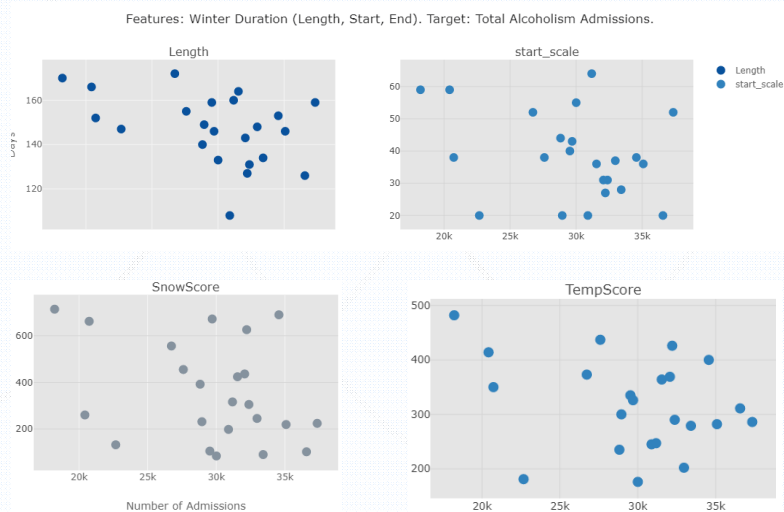 Features: Winter Duration (Length, Start, End). Target: Total Alcoholism Admissions.
Length
start_scale
Length
start_scale
Days
160
140
120
60
50
40
30
20
20k
25k
30k
35k
SnowScore
TempScore
600
400
200
20k
25k
30k
35k
Number of Admissions
500
400
300
200
20k
25k
30k
35k